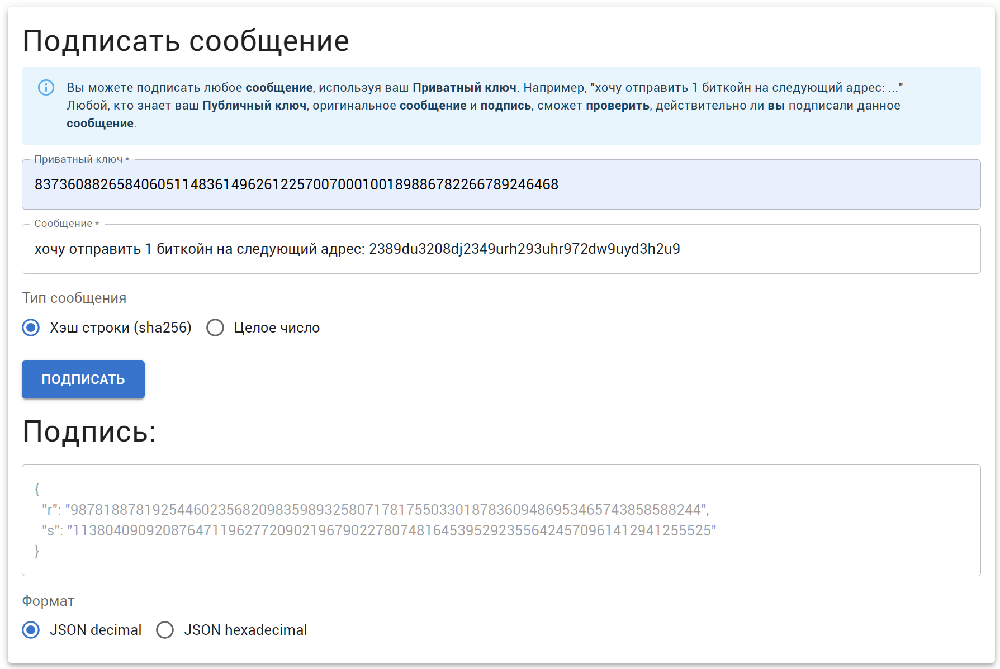 Подписать сообщение
Вы можете подписать любое сообщение, используя ваш Приватный ключ. Например, "хочу отправить 1 биткойн на следующий адрес: ..."
Любой, кто знает ваш Публичный ключ, оригинальное сообщение и подпись, сможет проверить, действительно ли вы подписали данное
сообщение.
Приватный ключ *
83736088265840605114836149626122570070001001898867822667892​46468
Сообщение *
хочу отправить 1 биткойн на следующий адрес: 2389du3208dj2349urh293uhr972dw9uyd3h2u9
Тип сообщения
Хэш строки (sha256)   Целое число
ПОДПИСАТЬ
Подпись:
{
"r": "98781887819254460235682098359893258071781755033018783609486953465743858588244",
"s": "113804090920876471196277209021967902278074816453952923556424570961412941255525"
}
Формат
JSON decimal   JSON hexadecimal